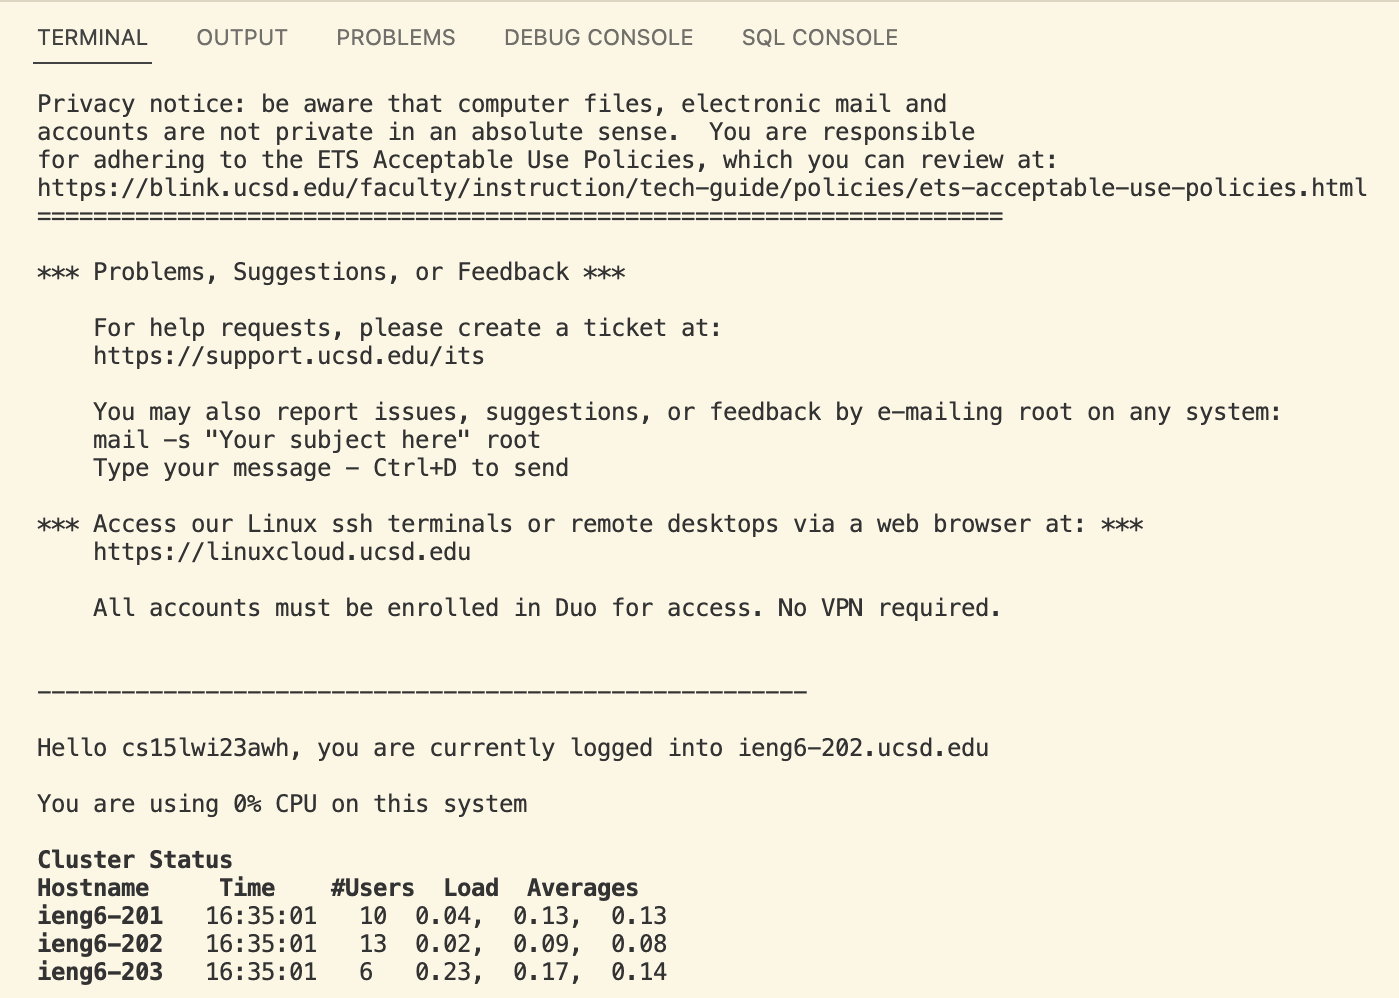 TERMINAL OUTPUT PROBLEMS DEBUG CONSOLE SQL CONSOLE
Privacy notice: be aware that computer files, electronic mail and
accounts are not private in an absolute sense.  You are responsible
for adhering to the ETS Acceptable Use Policies, which you can review at:
https://blink.ucsd.edu/faculty/instruction/tech-guide/policies/ets-acceptable-use-policies.html
=====================================================================
*** Problems, Suggestions, or Feedback ***
For help requests, please create a ticket at:
https://support.ucsd.edu/its
You may also report issues, suggestions, or feedback by e-mailing root on any system:
mail -s "Your subject here" root
Type your message - Ctrl+D to send
*** Access our Linux ssh terminals or remote desktops via a web browser at: ***
https://linuxcloud.ucsd.edu
All accounts must be enrolled in Duo for access. No VPN required.
-------------------------------------------------------
Hello cs15lwi23awh, you are currently logged into ieng6-202.ucsd.edu
You are using 0% CPU on this system
Cluster Status
Hostname     Time    #Users  Load  Averages
ieng6-201   16:35:01   10  0.04,  0.13,  0.13
ieng6-202   16:35:01   13  0.02,  0.09,  0.08
ieng6-203   16:35:01   6   0.23,  0.17,  0.14